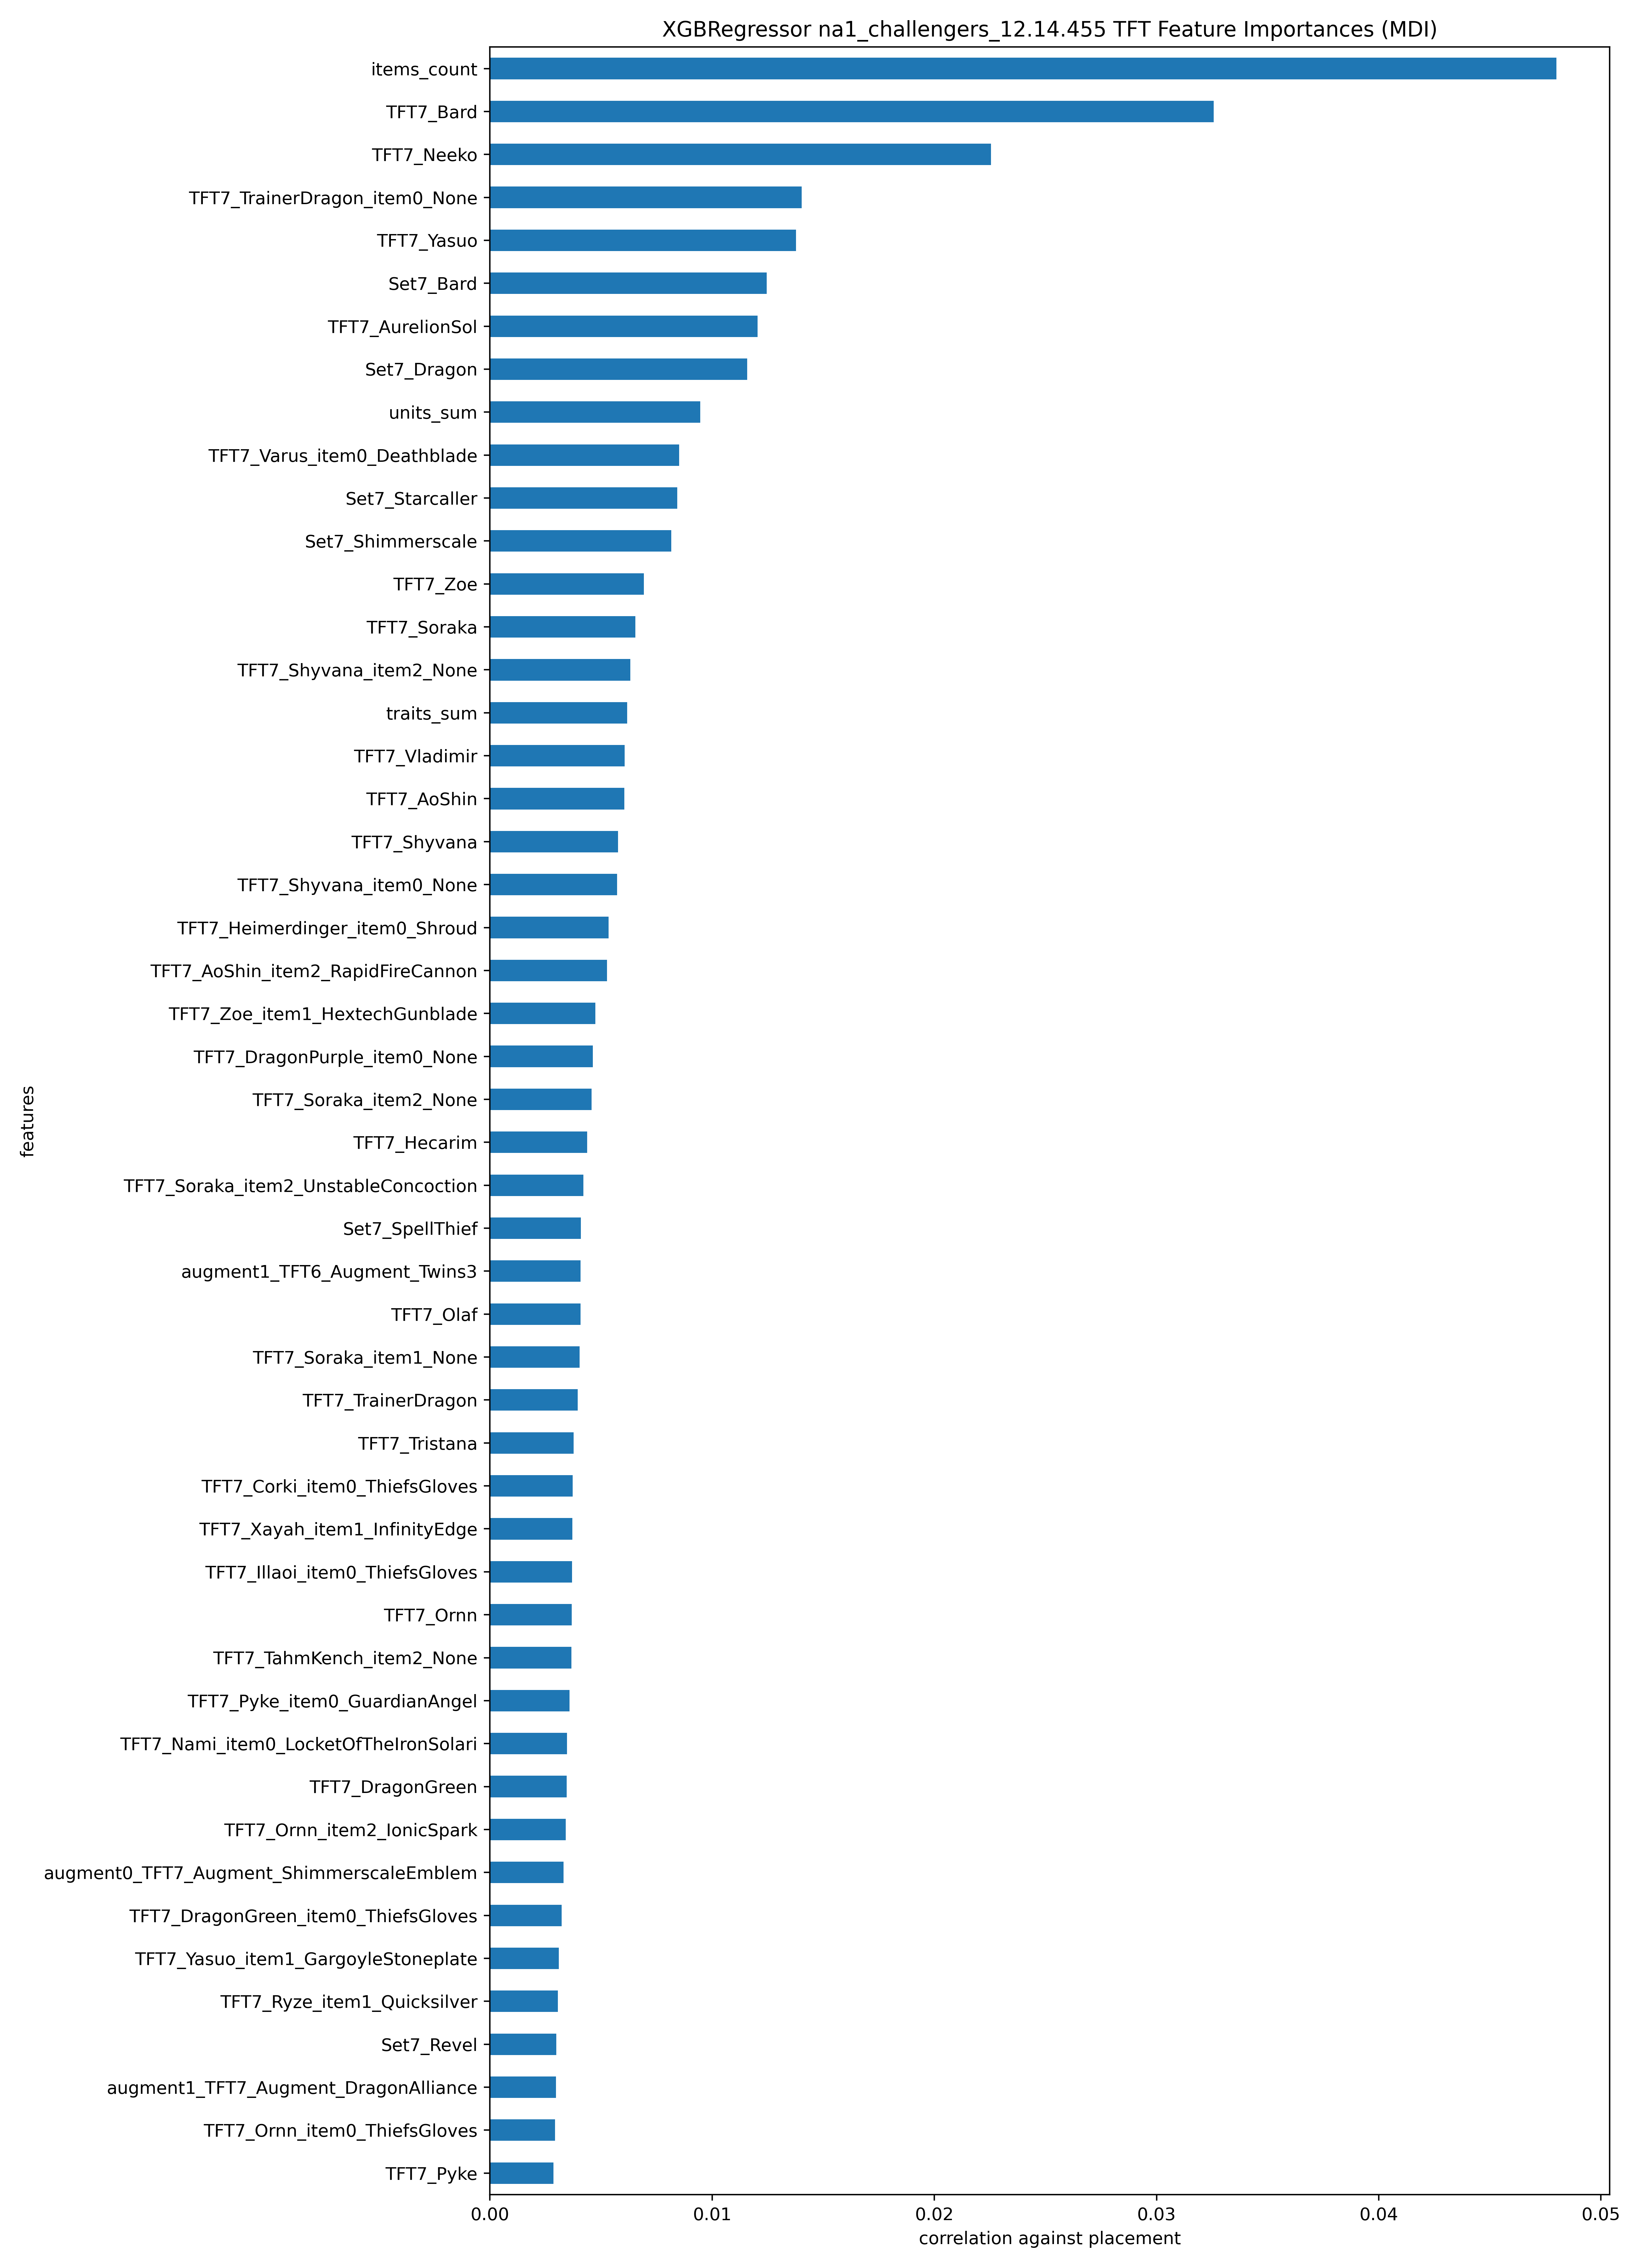 XGBRegressor na1_challengers_12.14.455 TFT Feature Importances (MDI)
items_count
TFT7_Bard
TFT7_Neeko
TFT7_TrainerDragon_item0_None
TFT7_Yasuo
Set7_Bard
TFT7_AurelionSol
Set7_Dragon
units_sum
TFT7_Varus_item0_Deathblade
Set7_Starcaller
Set7_Shimmerscale
TFT7_Zoe
TFT7_Soraka
TFT7_Shyvana_item2_None
traits_sum
TFT7_Vladimir
TFT7_AoShin
TFT7_Shyvana
TFT7_Shyvana_item0_None
TFT7_Heimerdinger_item0_Shroud
TFT7_AoShin_item2_RapidFireCannon
TFT7_Zoe_item1_HextechGunblade
TFT7_DragonPurple_item0_None
TFT7_Soraka_item2_None
TFT7_Hecarim
TFT7_Soraka_item2_UnstableConcoction
Set7_SpellThief
augment1_TFT6_Augment_Twins3
TFT7_Olaf
TFT7_Soraka_item1_None
TFT7_TrainerDragon
TFT7_Tristana
TFT7_Corki_item0_ThiefsGloves
TFT7_Xayah_item1_InfinityEdge
TFT7_Illaoi_item0_ThiefsGloves
TFT7_Ornn
TFT7_TahmKench_item2_None
TFT7_Pyke_item0_GuardianAngel
TFT7_Nami_item0_LocketOfTheIronSolari
TFT7_DragonGreen
TFT7_Ornn_item2_IonicSpark
augment0_TFT7_Augment_ShimmerscaleEmblem
TFT7_DragonGreen_item0_ThiefsGloves
TFT7_Yasuo_item1_GargoyleStoneplate
TFT7_Ryze_item1_Quicksilver
Set7_Revel
augment1_TFT7_Augment_DragonAlliance
TFT7_Ornn_item0_ThiefsGloves
TFT7_Pyke
features
0.00 0.01 0.02 0.03 0.04 0.05
correlation against placement